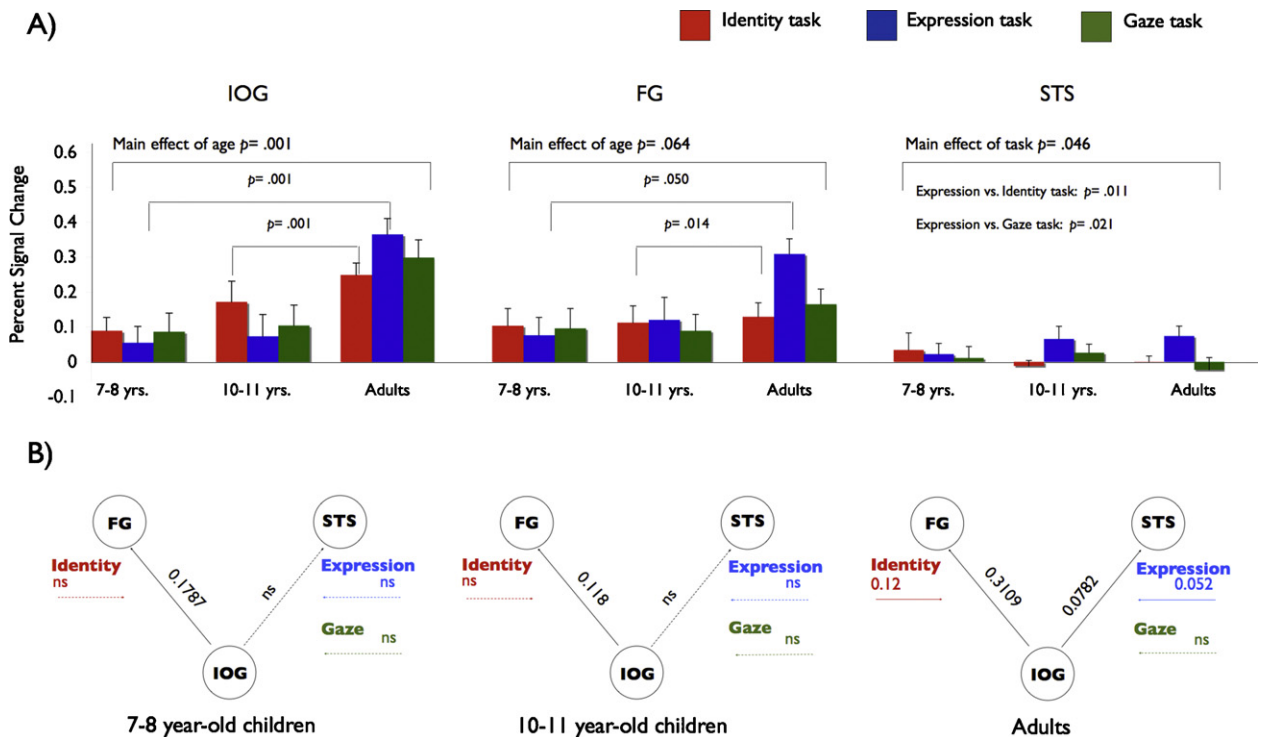 A)
Identity task Expression task Gaze task
IOG FG STS
Percent Signal Change
0.6
0.5
0.4
0.3
0.2
0.1
0
-0.1
Main effect of age p= .001
p= .001
p= .001
7-8 yrs. 10-11 yrs. Adults
Main effect of age p= .064
p= .050
p= .014
7-8 yrs. 10-11 yrs. Adults
Main effect of task p= .046
Expression vs. Identity task: p= .011
Expression vs. Gaze task: p= .021
7-8 yrs. 10-11 yrs. Adults
B)
FG STS
Identity
ns
0.1787
ns
Expression
ns
Gaze
ns
IOG
7-8 year-old children
FG STS
Identity
ns
0.118
ns
Expression
ns
Gaze
ns
IOG
10-11 year-old children
FG STS
Identity
0.12
0.3109
0.0782
Expression
0.052
Gaze
ns
IOG
Adults